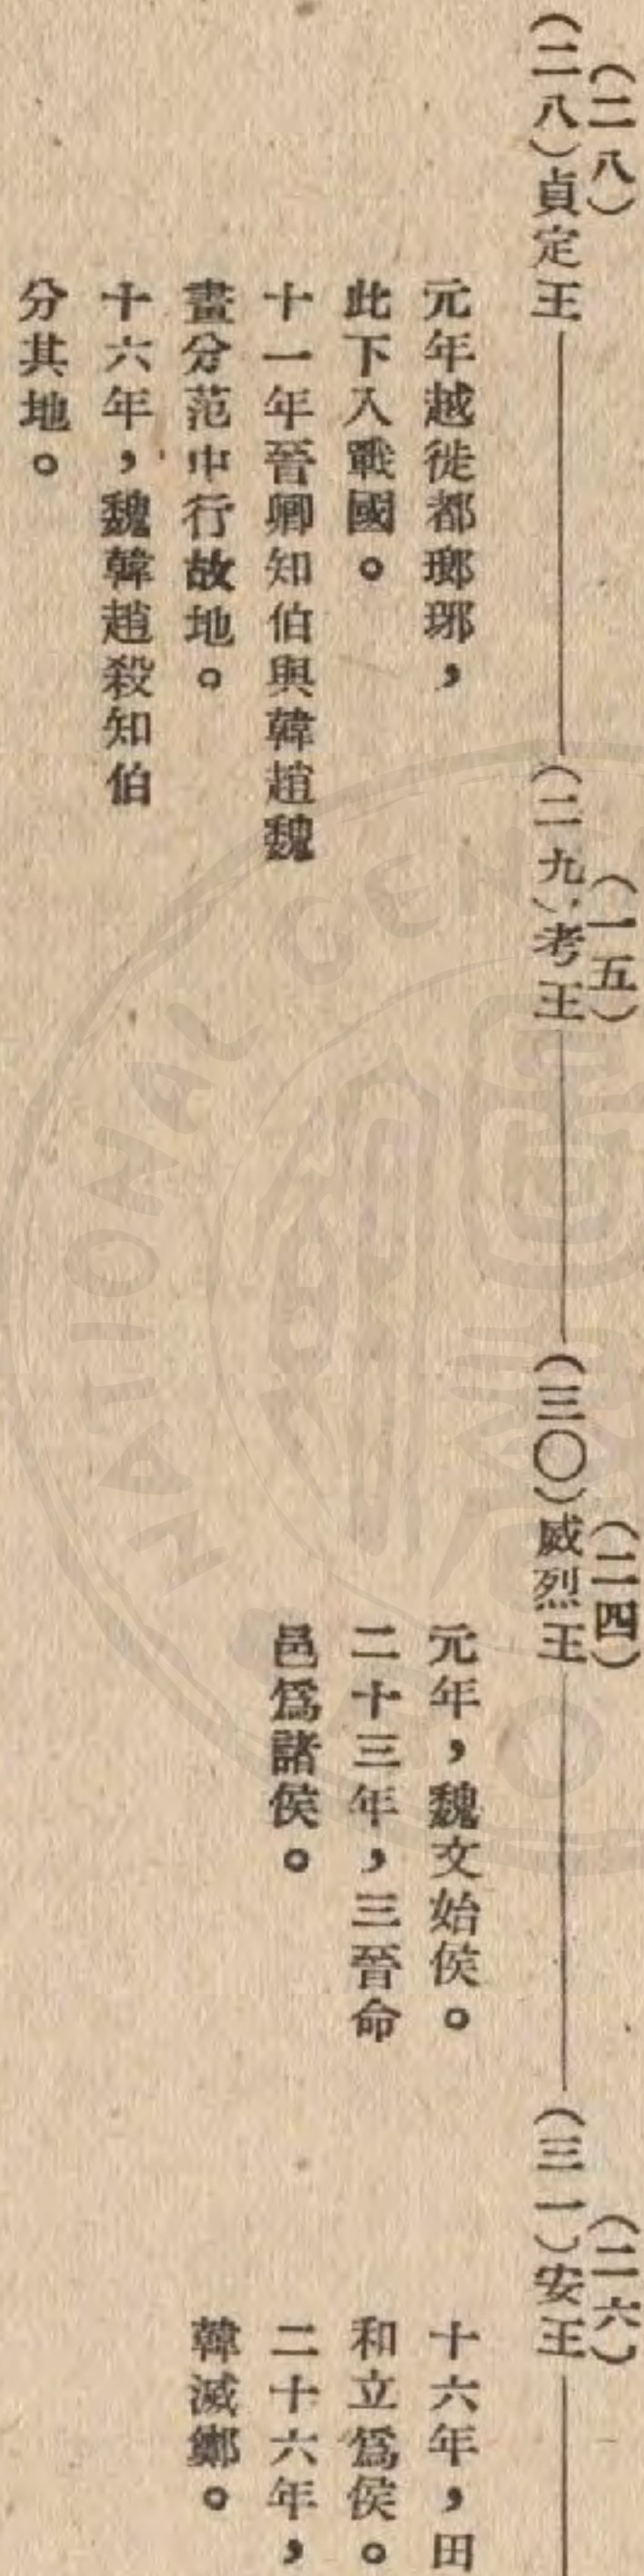 (二八)
(二八)貞定王
元年越徙都瑯琊，
此下入戰國。
十一年晉卿知伯與韓趙魏
盡分范中行故地。
十六年，魏韓趙殺知伯
分其地。
(一五)
(二九)考王
(二四)
(三〇)威烈王
元年，魏文始侯。
二十三年，三晉命
邑爲諸侯。
(二六)
(三一)安王
十六年，田
和立爲侯。
二十六年，
韓滅鄭。
NATIONAL CEN